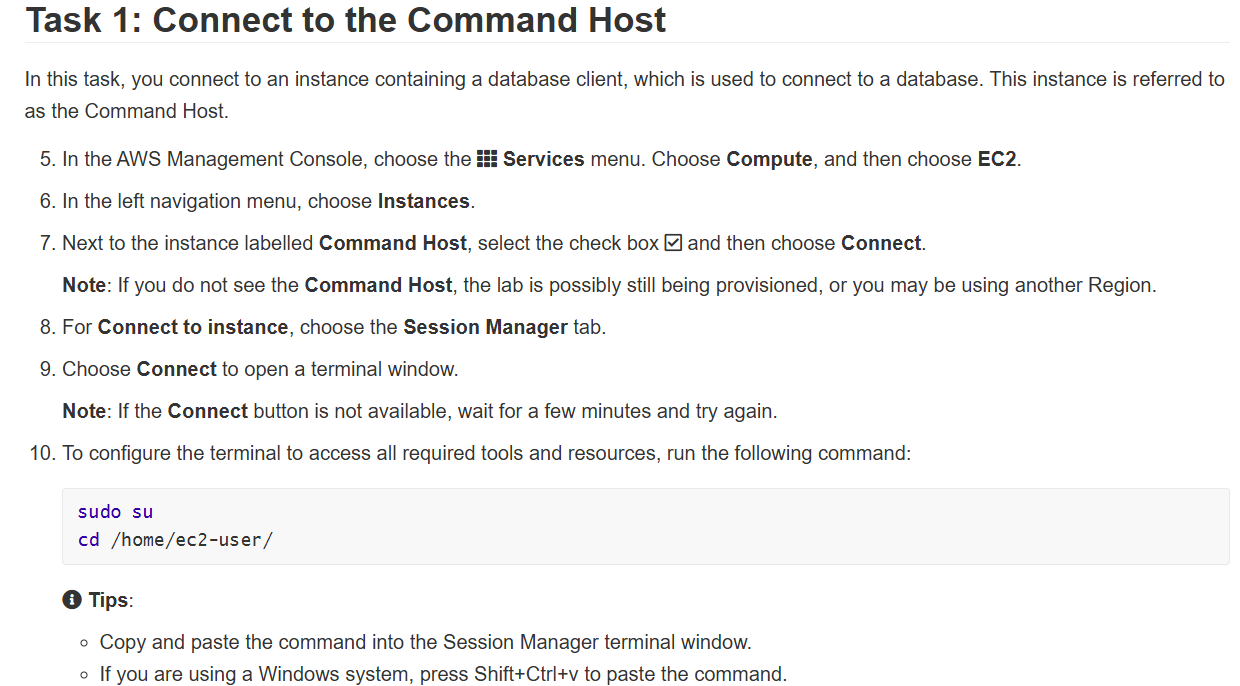 Task 1: Connect to the Command Host
In this task, you connect to an instance containing a database client, which is used to connect to a database. This instance is referred to
as the Command Host.
5. In the AWS Management Console, choose the Services menu. Choose Compute, and then choose EC2.
6. In the left navigation menu, choose Instances.
7. Next to the instance labelled Command Host, select the check box and then choose Connect.
Note: If you do not see the Command Host, the lab is possibly still being provisioned, or you may be using another Region.
8. For Connect to instance, choose the Session Manager tab.
9. Choose Connect to open a terminal window.
Note: If the Connect button is not available, wait for a few minutes and try again.
10. To configure the terminal to access all required tools and resources, run the following command:
sudo su
cd /home/ec2-user/
Tips:
Copy and paste the command into the Session Manager terminal window.
If you are using a Windows system, press Shift+Ctrl+v to paste the command.